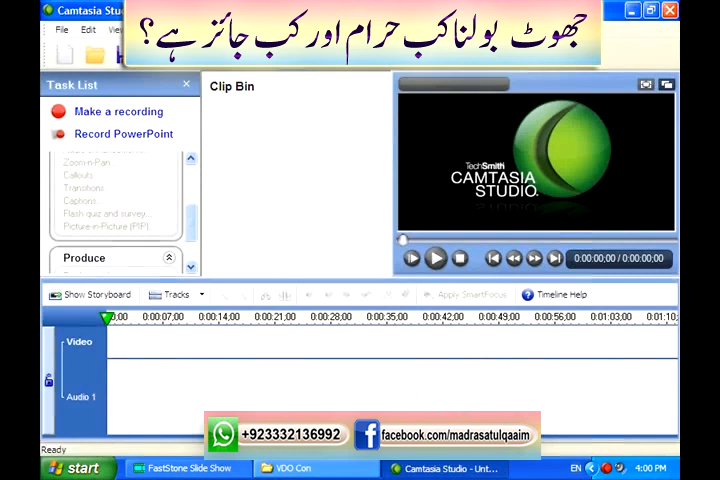 Camtasia Stu
جھوٹ بولنا کب حرام اور کب جائز ہے؟
File Edit
Task List
Make a recording
Record PowerPoint
Zoom-n-Pan
Callouts
Transitions
Captions...
Flash quiz and survey...
Picture-in-Picture (PIP)
Produce
Clip Bin
TechSmith
CAMTASIA
STUDIO.
0:00:00;00 / 0:00:00;00
Show Storyboard Tracks Apply SmartFocus Timeline Help
0:00:07;00 0:00:14;00 0:00:21;00 0:00:28;00 0:00:35;00 0:00:42;00 0:00:49;00 0:00:56;00 0:01:03;00
Video
Audio 1
+923332136992 facebook.com/madrasatulqaaim
Ready
start FastStone Slide Show VDO Con Camtasia Studio - Unt... EN 4:00 PM